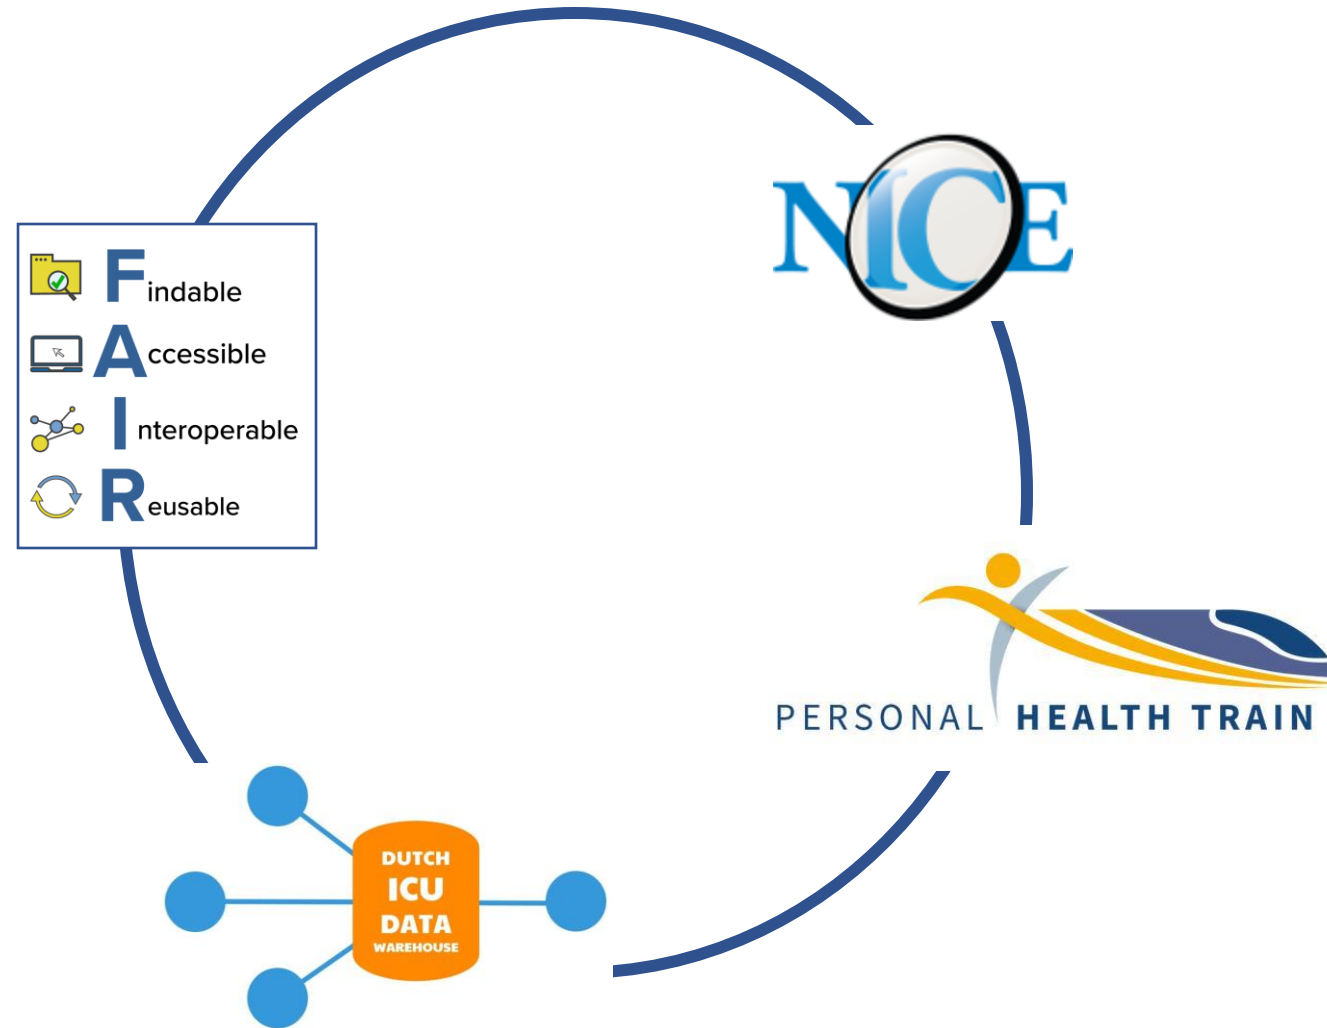 NICE
Findable
Accessible
Interoperable
Reusable
PERSONAL HEALTH TRAIN
DUTCH
ICU
DATA
WAREHOUSE